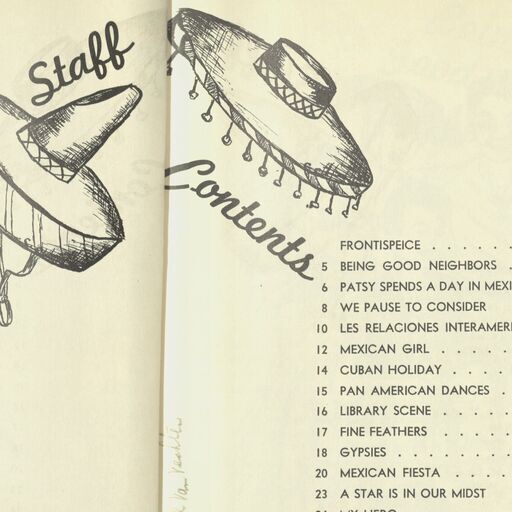 Staff
Contents
FRONTISPEICE . . . . . .
5 BEING GOOD NEIGHBORS .
6 PATSY SPENDS A DAY IN MEXI
8 WE PAUSE TO CONSIDER
10 LES RELACIONES INTERAMERI
12 MEXICAN GIRL . . . . .
14 CUBAN HOLIDAY . . . .
15 PAN AMERICAN DANCES .
16 LIBRARY SCENE . . . . .
17 FINE FEATHERS . . . . .
18 GYPSIES . . . . . . .
20 MEXICAN FIESTA . . . .
23 A STAR IS IN OUR MIDST